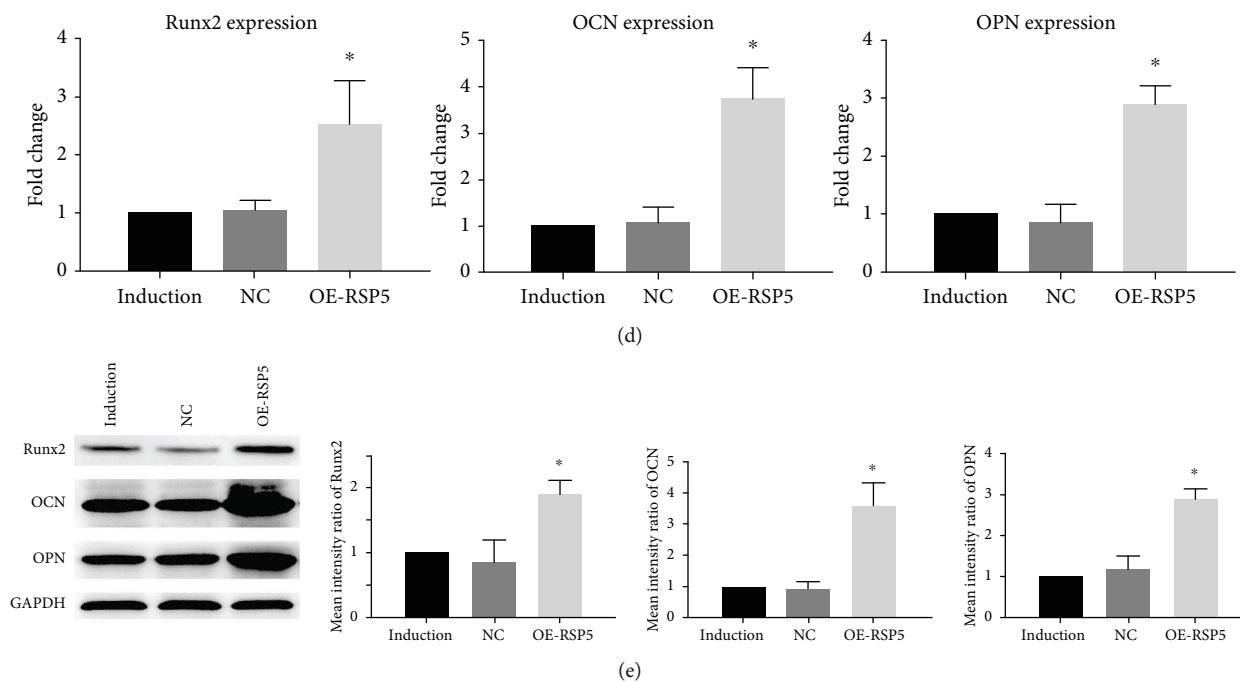 Runx2 expression
OCN expression
OPN expression
Fold change
4
3
2
1
0
*
Induction NC OE-RSP5
Fold change
5
4
3
2
1
0
*
Induction NC OE-RSP5
Fold change
4
3
2
1
0
*
Induction NC OE-RSP5
(d)
Induction
NC
OE-RSP5
Runx2
OCN
OPN
GAPDH
Mean intensity ratio of Runx2
2
1
0
*
Induction NC OE-RSP5
Mean intensity ratio of OCN
5
4
3
2
1
0
*
Induction NC OE-RSP5
Mean intensity ratio of OPN
4
3
2
1
0
*
Induction NC OE-RSP5
(e)